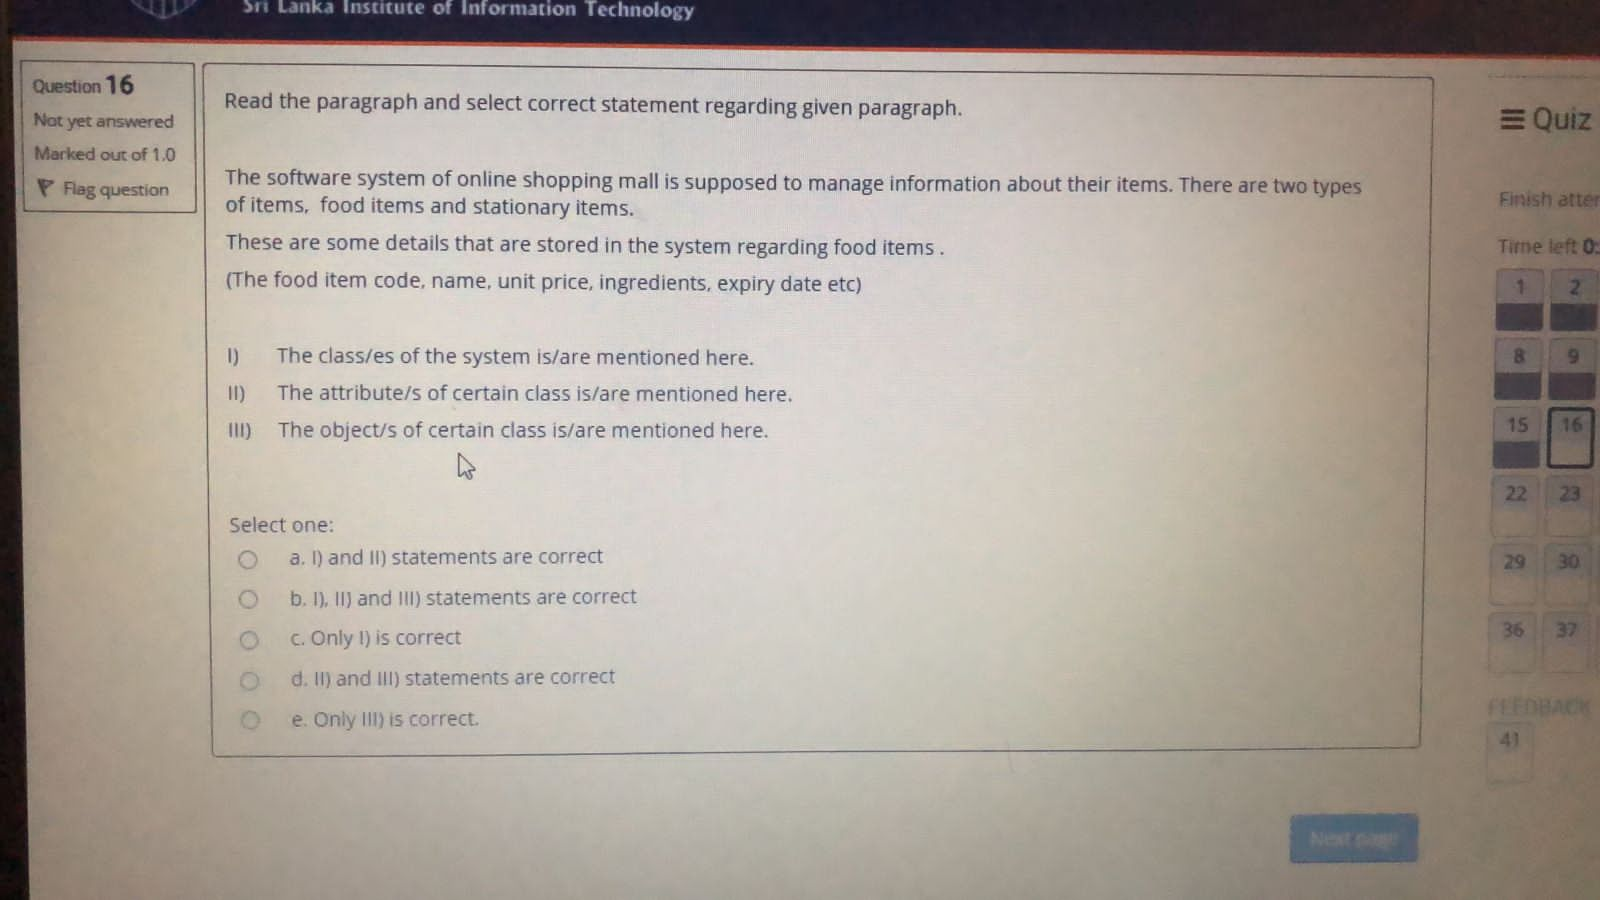 Sri Lanka Institute of Information Technology
Question 16
Not yet answered
Marked out of 1.0
Flag question
Read the paragraph and select correct statement regarding given paragraph.
The software system of online shopping mall is supposed to manage information about their items. There are two types
of items, food items and stationary items.
These are some details that are stored in the system regarding food items .
(The food item code, name, unit price, ingredients, expiry date etc)
I) The class/es of the system is/are mentioned here.
II) The attribute/s of certain class is/are mentioned here.
III) The object/s of certain class is/are mentioned here.
Select one:
a. I) and II) statements are correct
b. I), II) and III) statements are correct
c. Only I) is correct
d. II) and III) statements are correct
e. Only III) is correct.
Next page
Quiz
Finish
Time left 0:
1 2
8 9
15 16
22 23
29 30
36 37
FEEDBACK
41